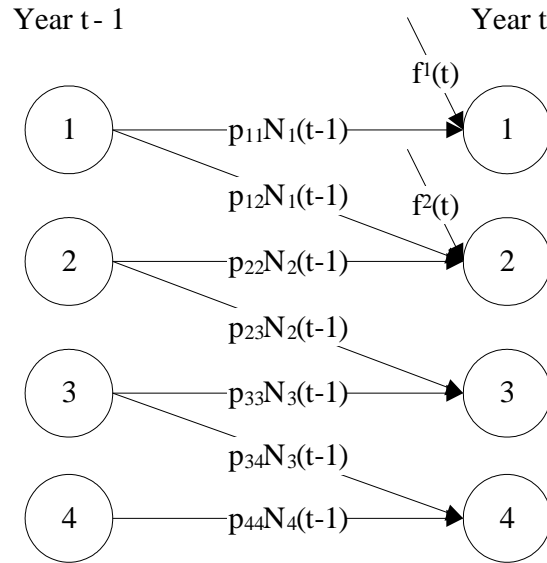 Year t - 1 Year t
f¹(t)
1 p₁₁N₁(t-1) 1
p₁₂N₁(t-1) f²(t)
2 p₂₂N₂(t-1) 2
p₂₃N₂(t-1)
3 p₃₃N₃(t-1) 3
p₃₄N₃(t-1)
4 p₄₄N₄(t-1) 4